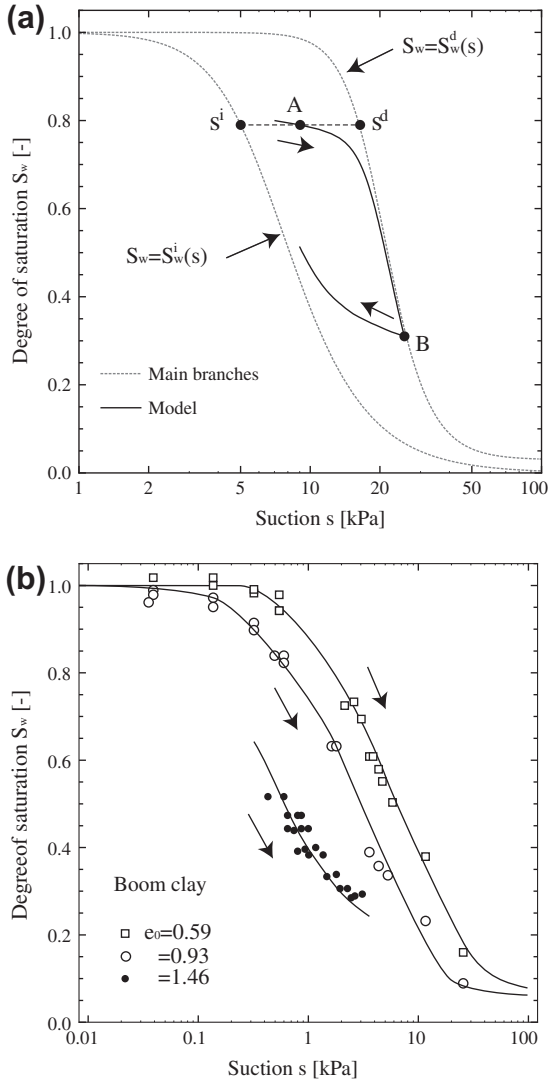 (a)
1.0
0.8
0.6
0.4
0.2
0.0
Degree of saturation Sw [-]
Sw=Sw^d(s)
A
s^i
s^d
Sw=Sw^i(s)
B
Main branches
Model
1 2 5 10 20 50 100
Suction s [kPa]
(b)
1.0
0.8
0.6
0.4
0.2
0.0
Degreeof saturation Sw [-]
Boom clay
e0=0.59
=0.93
=1.46
0.01 0.1 1 10 100
Suction s [kPa]